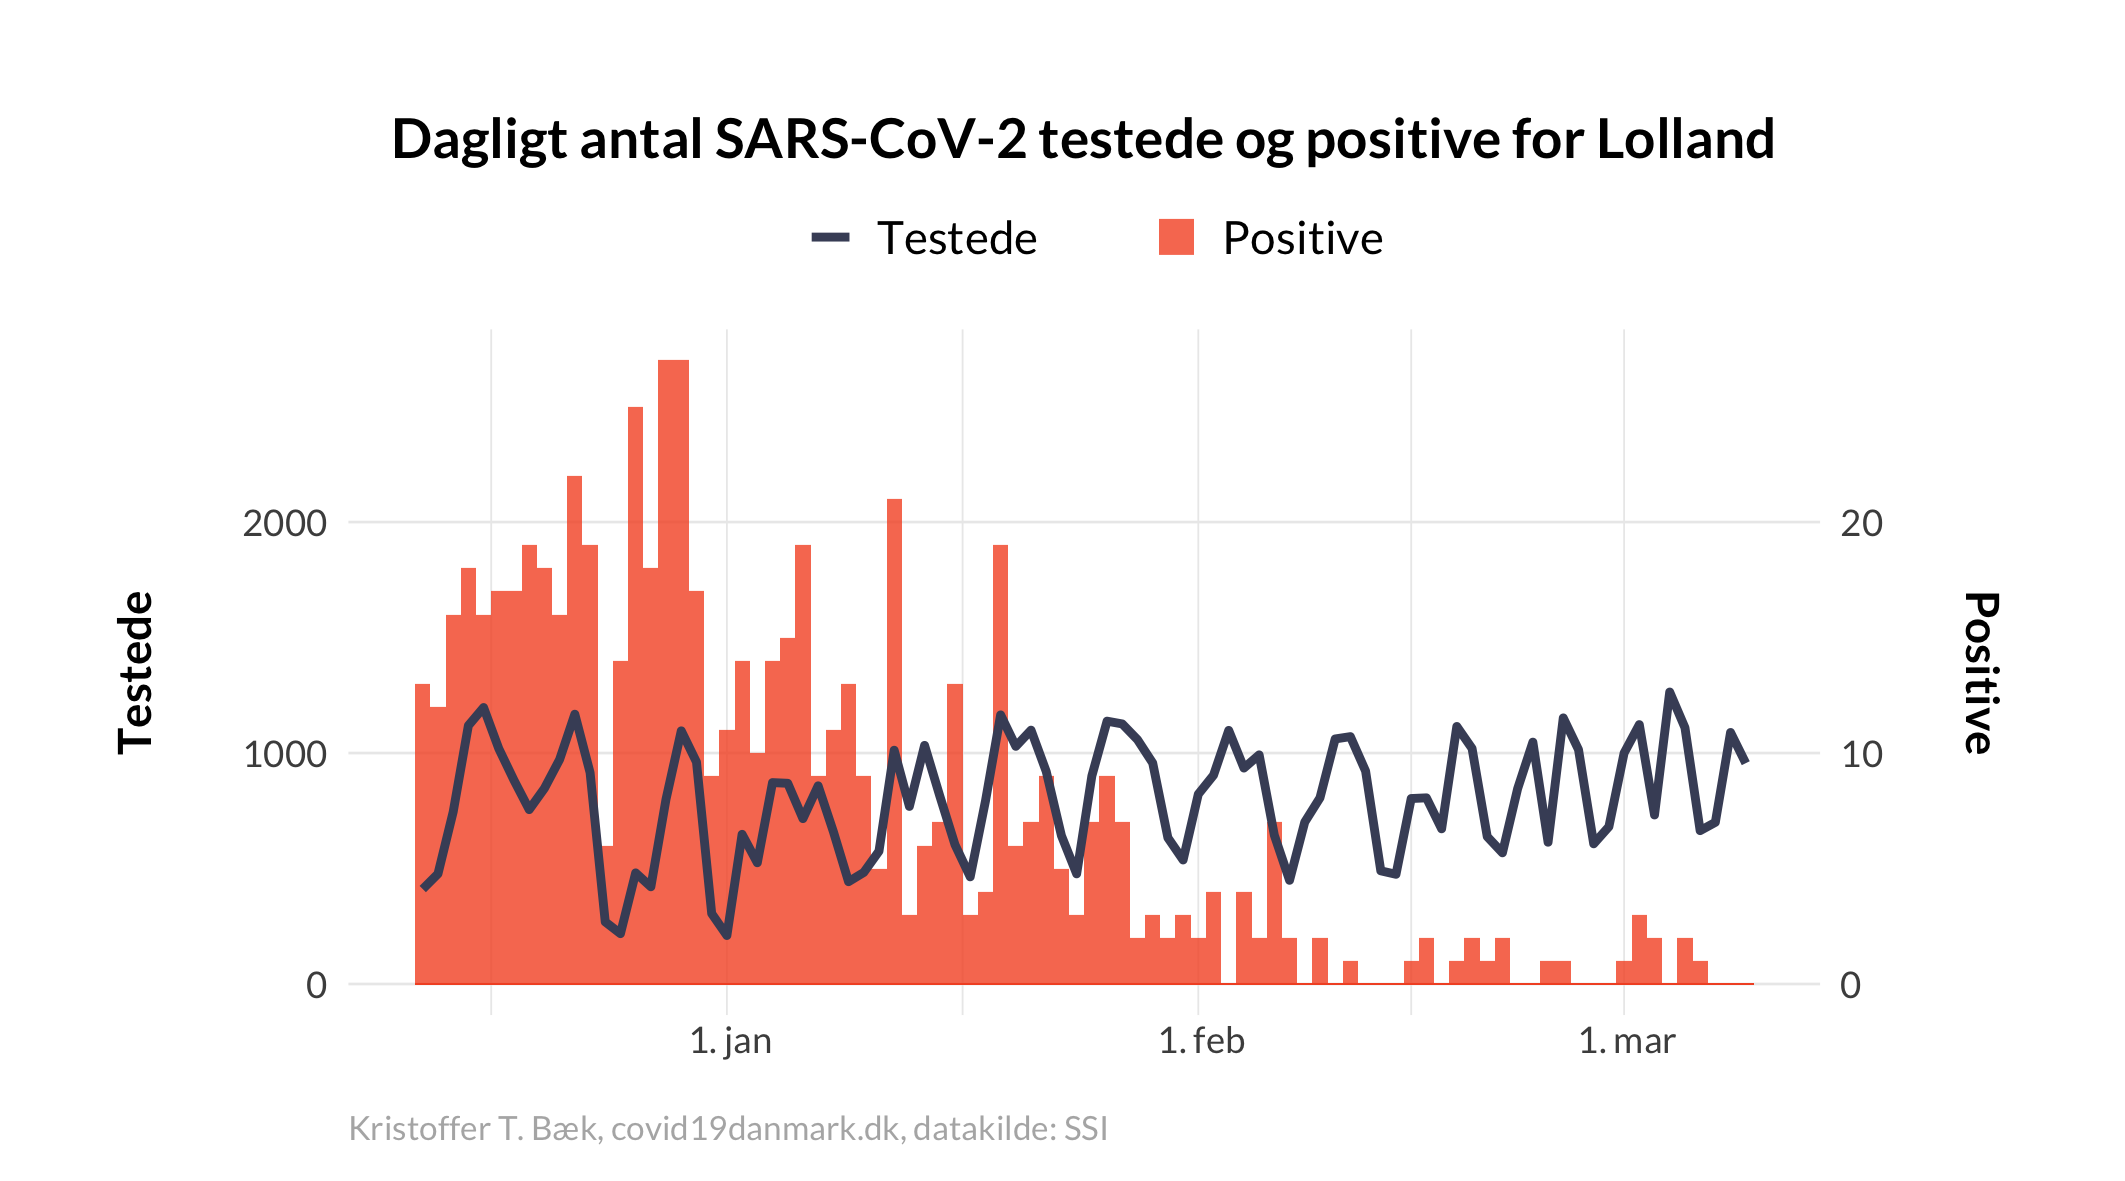 Dagligt antal SARS-CoV-2 testede og positive for Lolland
Testede
Positive
2000
1000
0
Testede
20
10
0
Positive
1. jan
1. feb
1. mar
Kristoffer T. Bæk, covid19danmark.dk, datakilde: SSI